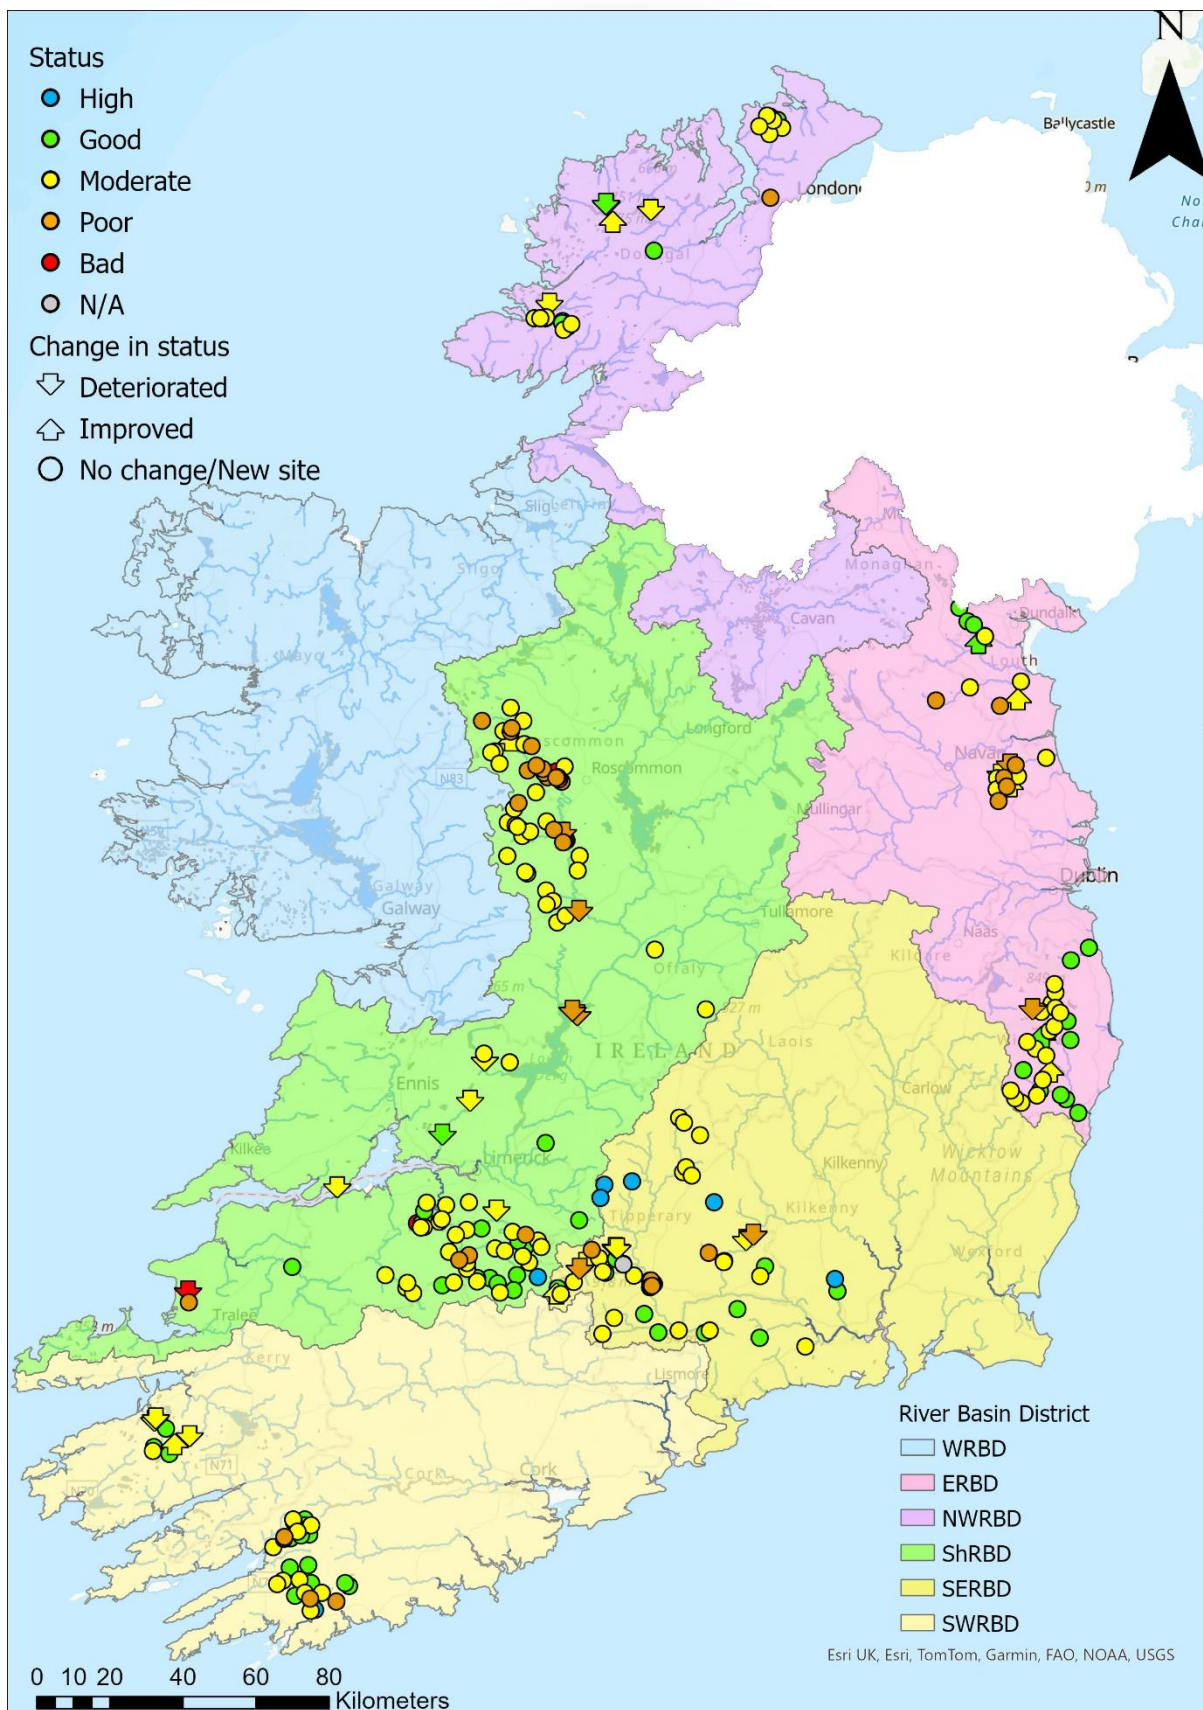 N
Status
High
Good
Moderate
Poor
Bad
N/A
Change in status
Deteriorated
Improved
No change/New site
Ballycastle
Donegal
Sligo
Monaghan
Cavan
Dundalk
Mayo
Louth
Longford
Navan
N83
Roscommon
Mullingar
Galway
Galway
Dublin
Tullamore
Naas
Offaly
Kildare
IRELAND
Laois
Ennis
Carlow
Kilkee
Limerick
Kilkenny
Wicklow
Mountains
Tipperary
Kilkenny
Wexford
Tralee
Kerry
Lismore
N71
Cork
Cork
N70
River Basin District
WRBD
ERBD
NWRBD
ShRBD
SERBD
SWRBD
Esri UK, Esri, TomTom, Garmin, FAO, NOAA, USGS
0 10 20 40 60 80
Kilometers